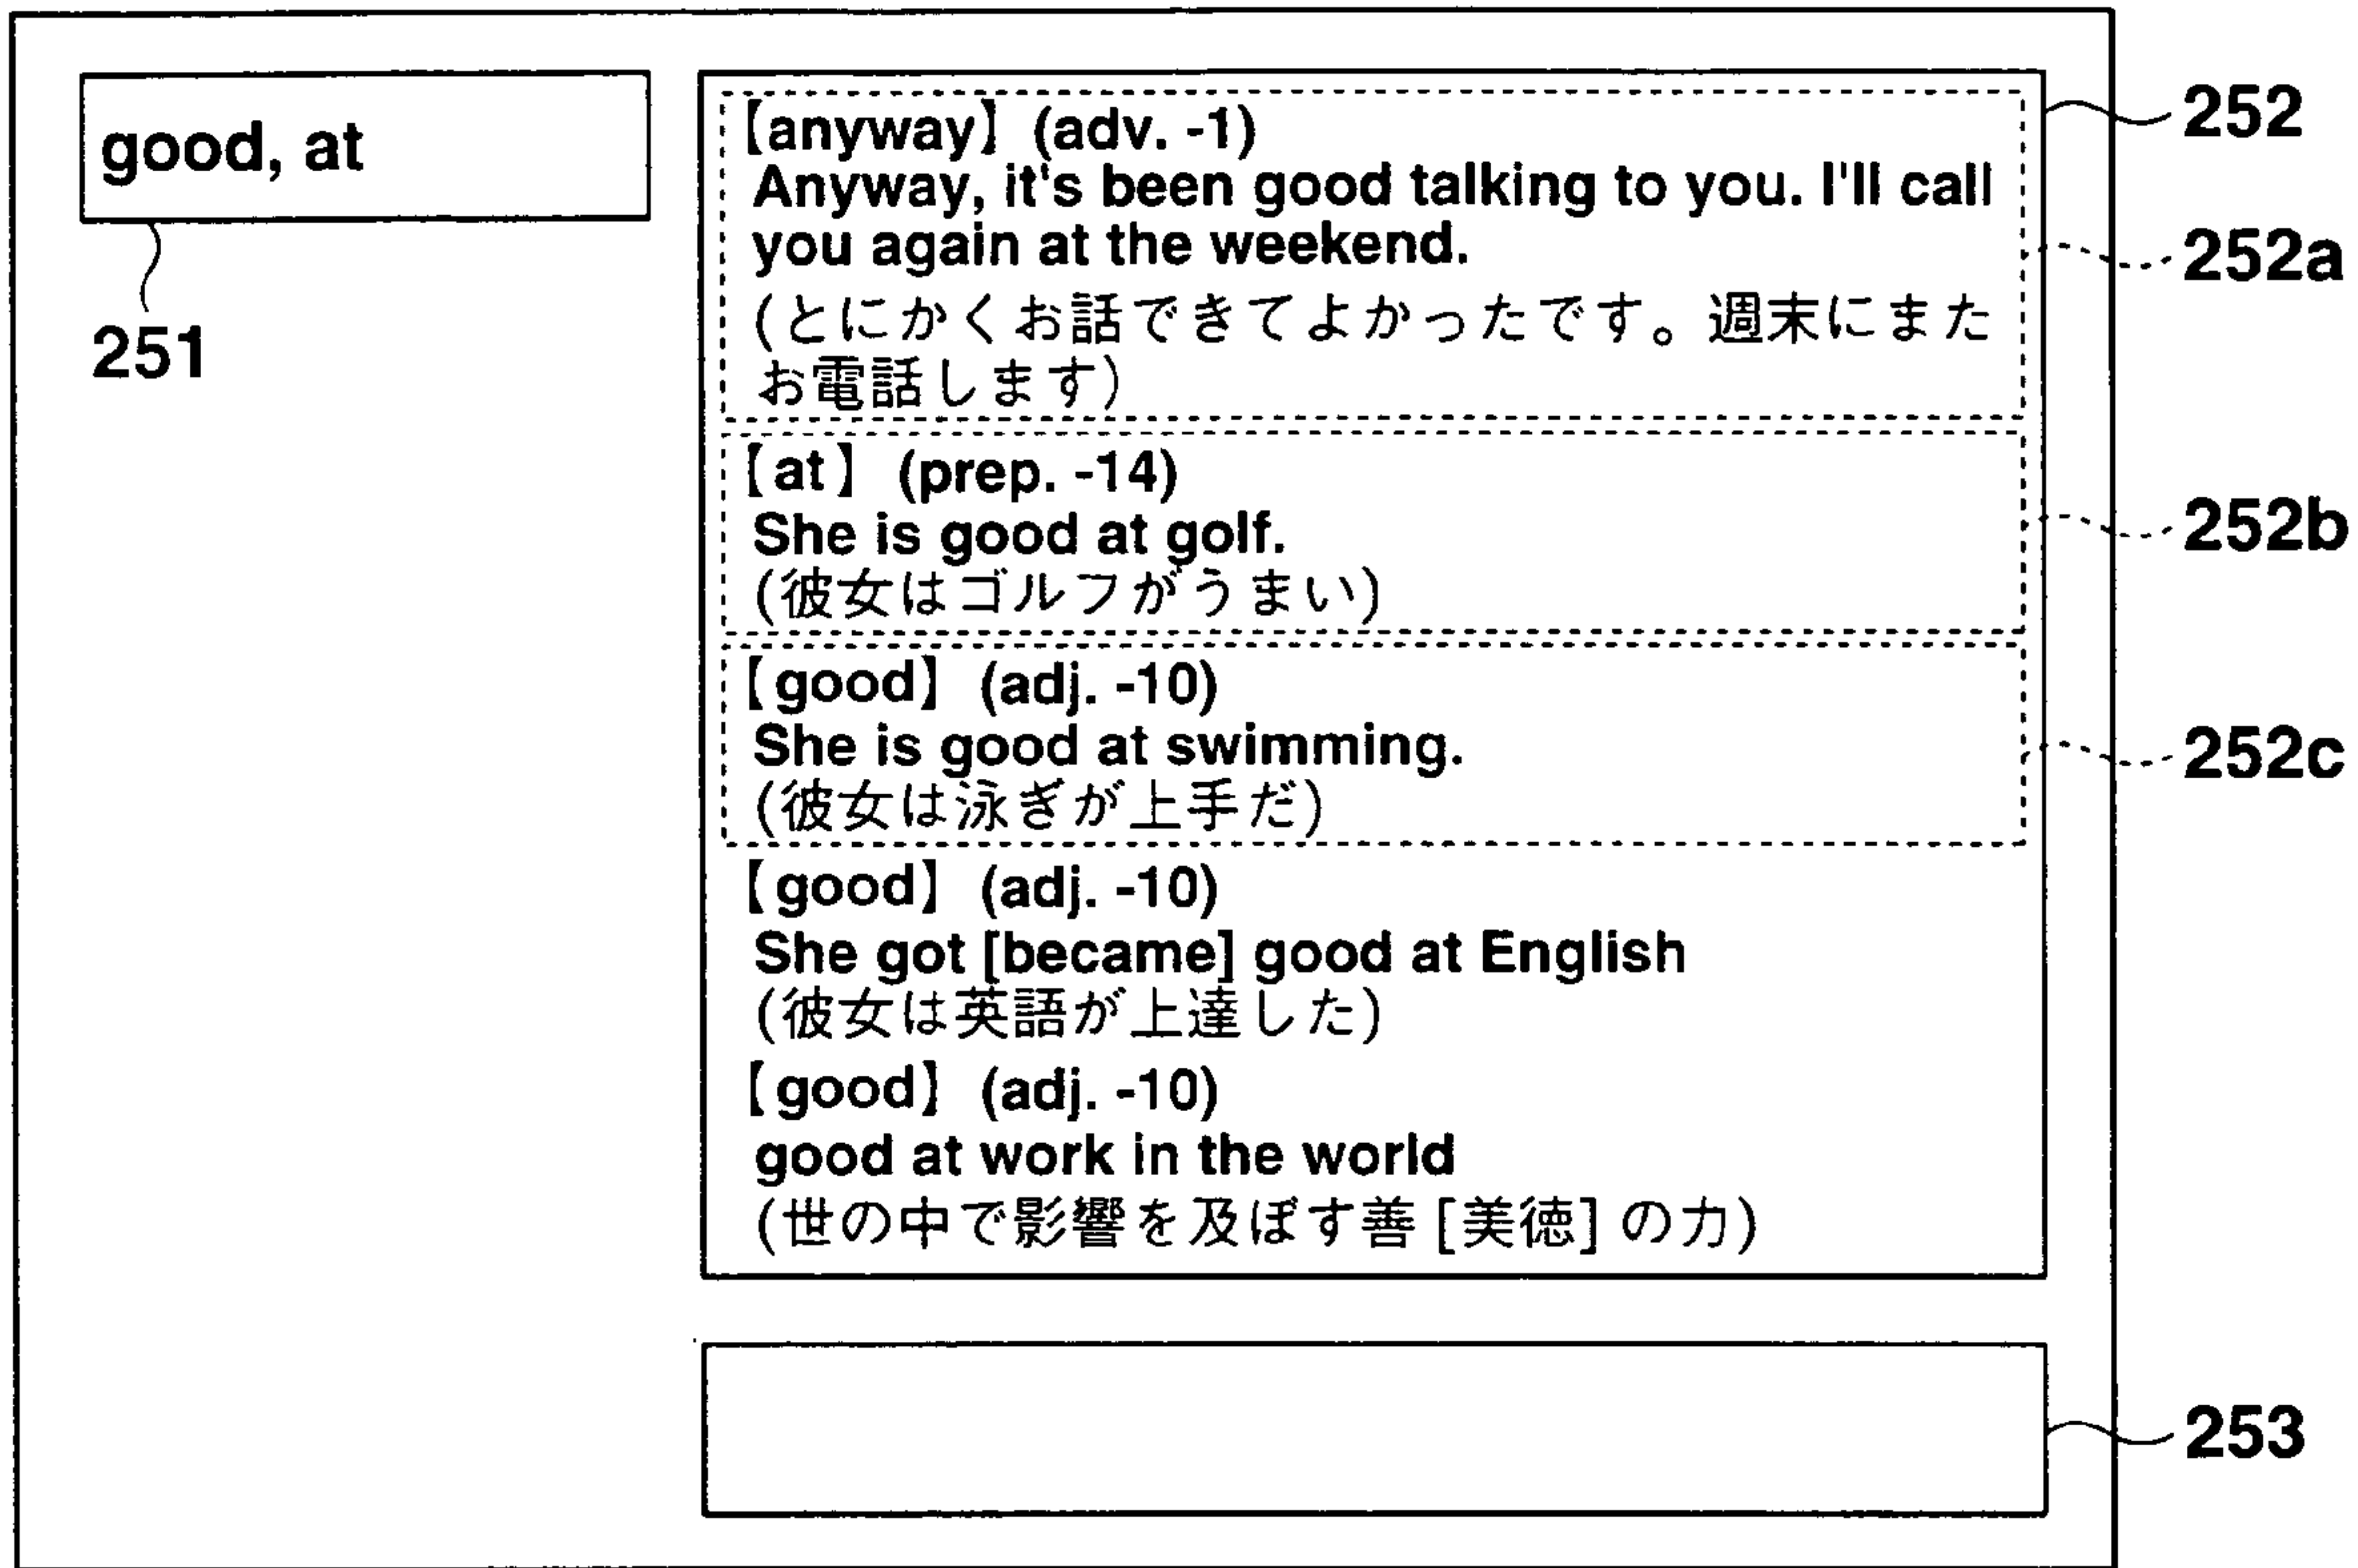 good, at
251
【anyway】 (adv. -1)
Anyway, it's been good talking to you. I'll call
you again at the weekend.
(とにかくお話できてよかったです。週末にまた
お電話します)
【at】 (prep. -14)
She is good at golf.
(彼女はゴルフがうまい)
【good】 (adj. -10)
She is good at swimming.
(彼女は泳ぎが上手だ)
【good】 (adj. -10)
She got [became] good at English
(彼女は英語が上達した)
【good】 (adj. -10)
good at work in the world
(世の中で影響を及ぼす善[美徳]の力)
252
252a
252b
252c
253